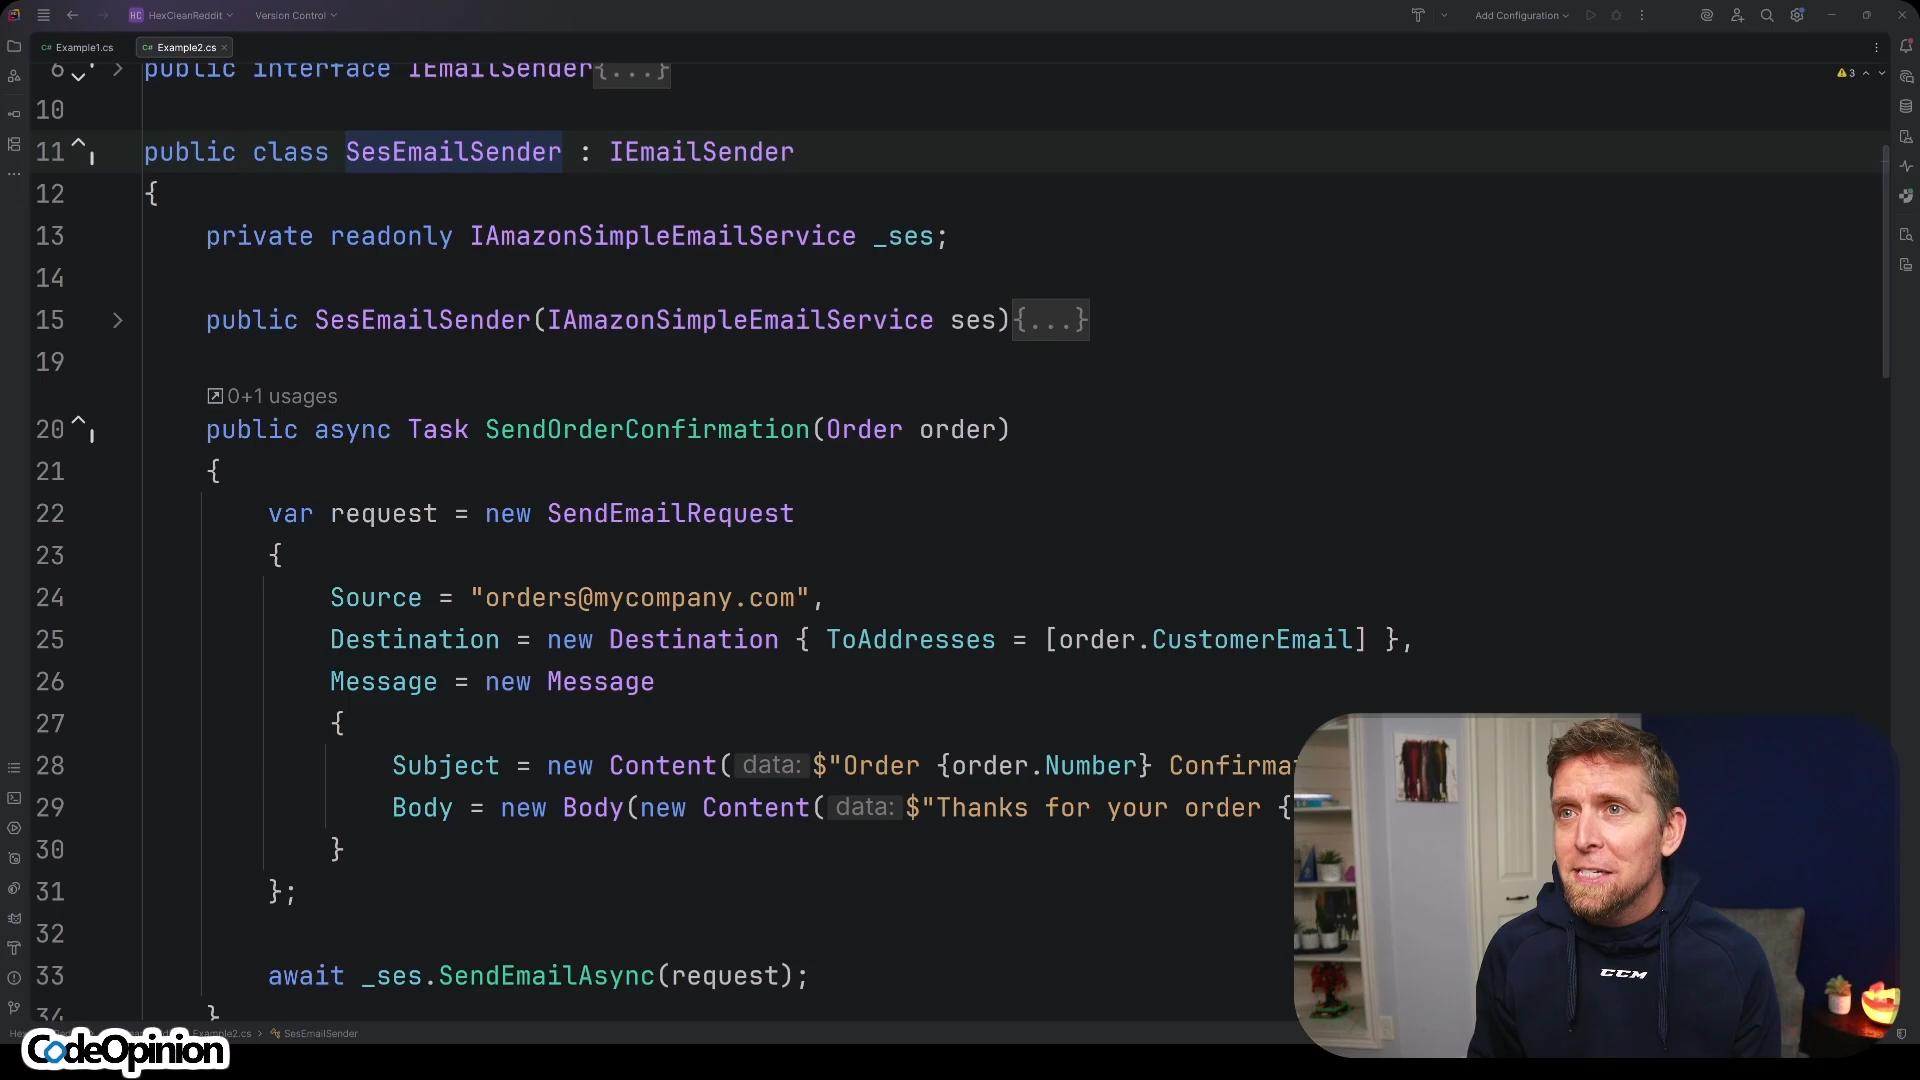 HC HexCleanReddit Version Control Add Configuration
C# Example1.cs C# Example2.cs
6 public interface IEmailSender{...} 3
10
11 public class SesEmailSender : IEmailSender
12 {
13 private readonly IAmazonSimpleEmailService _ses;
14
15 public SesEmailSender(IAmazonSimpleEmailService ses){...}
19
0+1 usages
20 public async Task SendOrderConfirmation(Order order)
21 {
22 var request = new SendEmailRequest
23 {
24 Source = "orders@mycompany.com",
25 Destination = new Destination { ToAddresses = [order.CustomerEmail] },
26 Message = new Message
27 {
28 Subject = new Content( data: $"Order {order.Number} Confirma
29 Body = new Body(new Content( data: $"Thanks for your order {
30 }
31 };
32
33 await _ses.SendEmailAsync(request);
34 }
Example2.cs > SesEmailSender
CodeOpinion
CCM